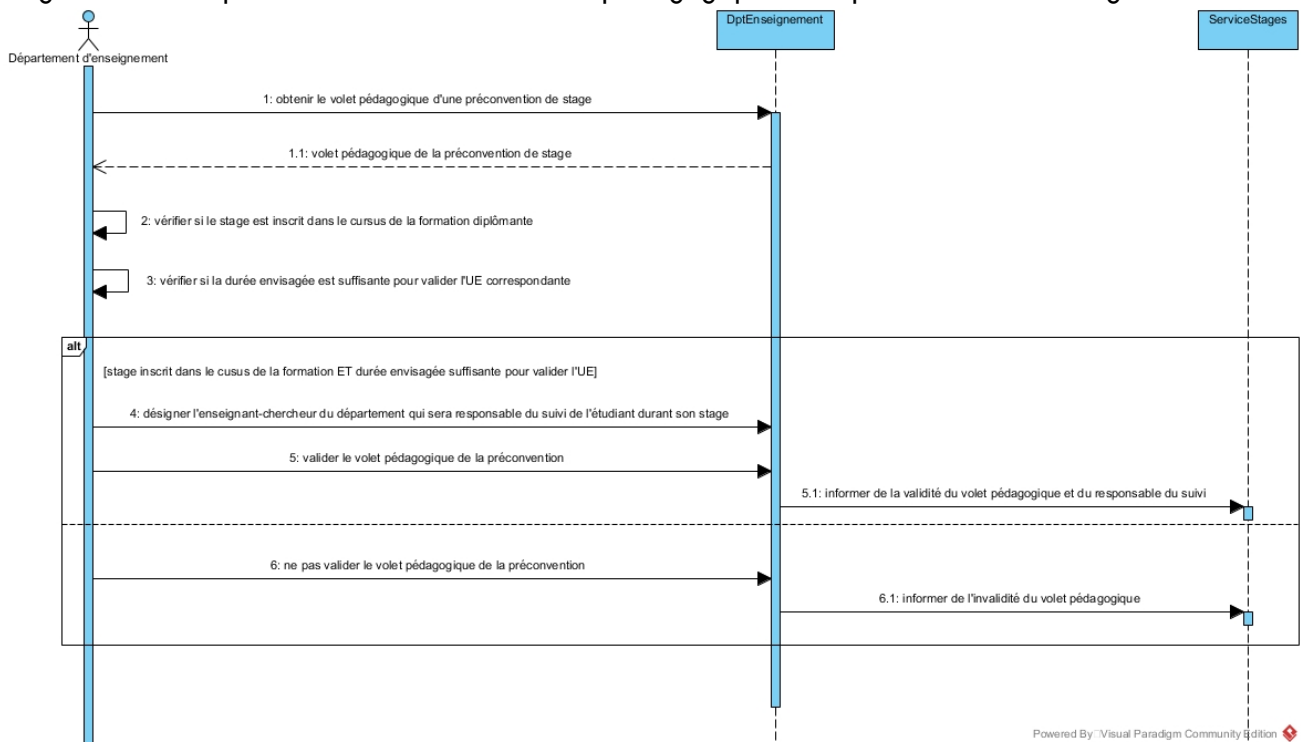 DptEnseignement
ServiceStages
Département d'enseignement
1: obtenir le volet pédagogique d'une préconvention de stage
1.1: volet pédagogique de la préconvention de stage
2: vérifier si le stage est inscrit dans le cursus de la formation diplômante
3: vérifier si la durée envisagée est suffisante pour valider l'UE correspondante
alt
[stage inscrit dans le cusus de la formation ET durée envisagée suffisante pour valider l'UE]
4: désigner l'enseignant-chercheur du département qui sera responsable du suivi de l'étudiant durant son stage
5: valider le volet pédagogique de la préconvention
5.1: informer de la validité du volet pédagogique et du responsable du suivi
6: ne pas valider le volet pédagogique de la préconvention
6.1: informer de l'invalidité du volet pédagogique
Powered By Visual Paradigm Community Edition